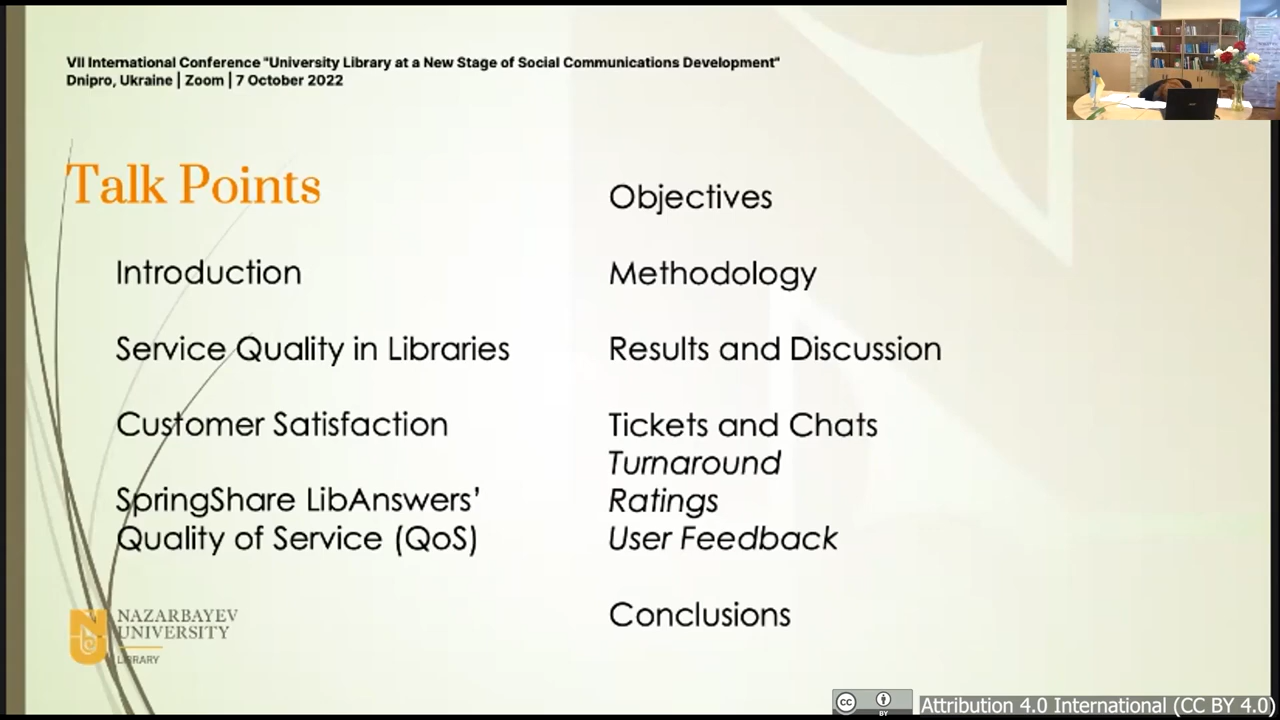 VII International Conference "University Library at a New Stage of Social Communications Development"
Dnipro, Ukraine | Zoom | 7 October 2022
Talk Points
Introduction
Service Quality in Libraries
Customer Satisfaction
SpringShare LibAnswers’
Quality of Service (QoS)
Objectives
Methodology
Results and Discussion
Tickets and Chats
Turnaround
Ratings
User Feedback
Conclusions
NAZARBAYEV
UNIVERSITY
LIBRARY
cc
BY
Attribution 4.0 International (CC BY 4.0)